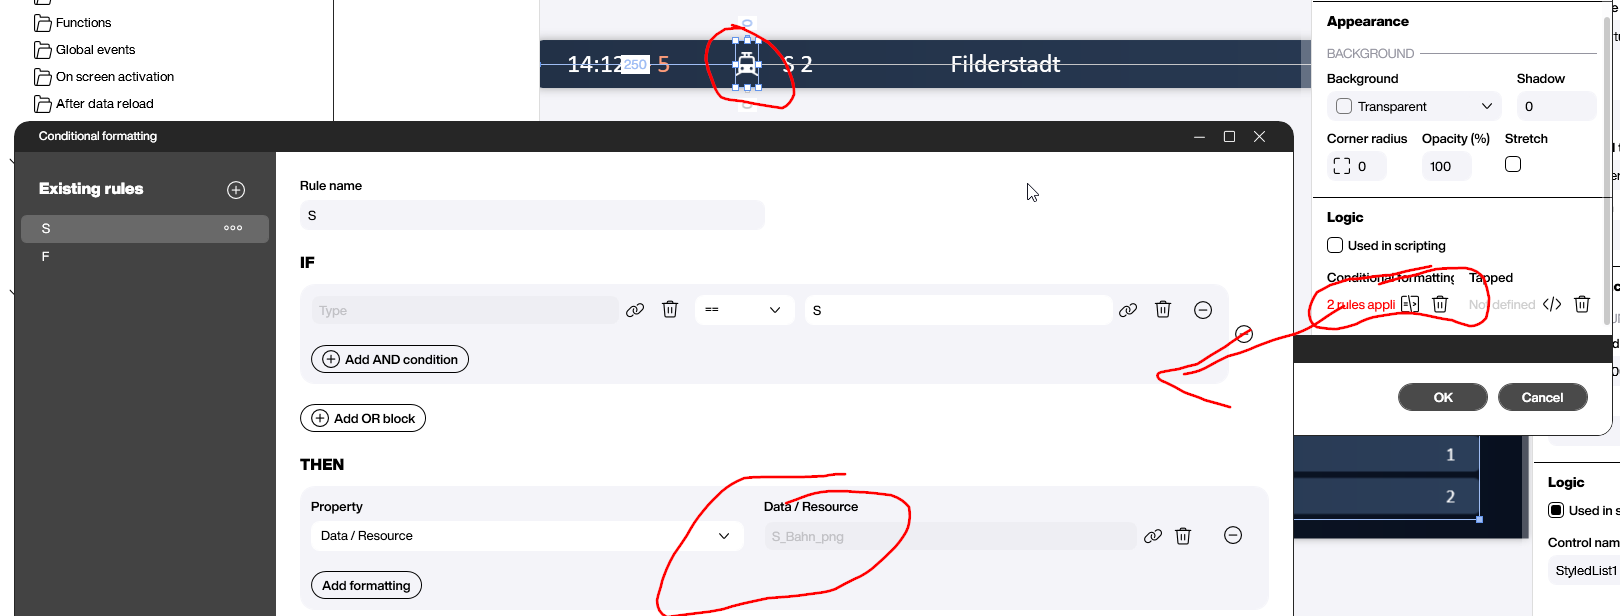 Functions
Global events
On screen activation
After data reload
0
14:12
250
5
S 2
Filderstadt
Appearance
BACKGROUND
Background
Shadow
Transparent
0
Corner radius
Opacity (%)
Stretch
0
100
Logic
Used in scripting
Conditional formatting
Tapped
2 rules appli
Not defined
OK
Cancel
1
2
Logic
Used in s
Control nam
StyledList1
Conditional formatting
Existing rules
S
F
Rule name
S
IF
Type
==
S
Add AND condition
Add OR block
THEN
Property
Data / Resource
Data / Resource
S_Bahn_png
Add formatting